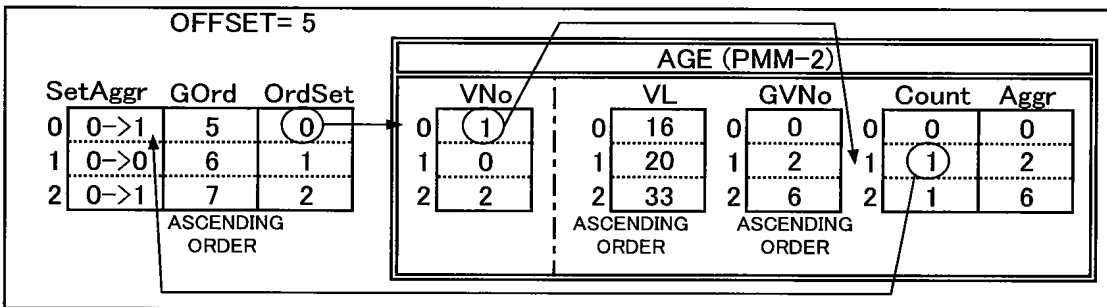 OFFSET= 5
AGE (PMM-2)
SetAggr GOrd OrdSet VNo VL GVNo Count Aggr
0 0->1 5 0 0 1 0 16 0 0 0 0 0
1 0->0 6 1 1 0 1 20 1 2 1 1 2
2 0->1 7 2 2 2 2 33 2 6 2 1 6
ASCENDING ASCENDING ASCENDING
ORDER ORDER ORDER